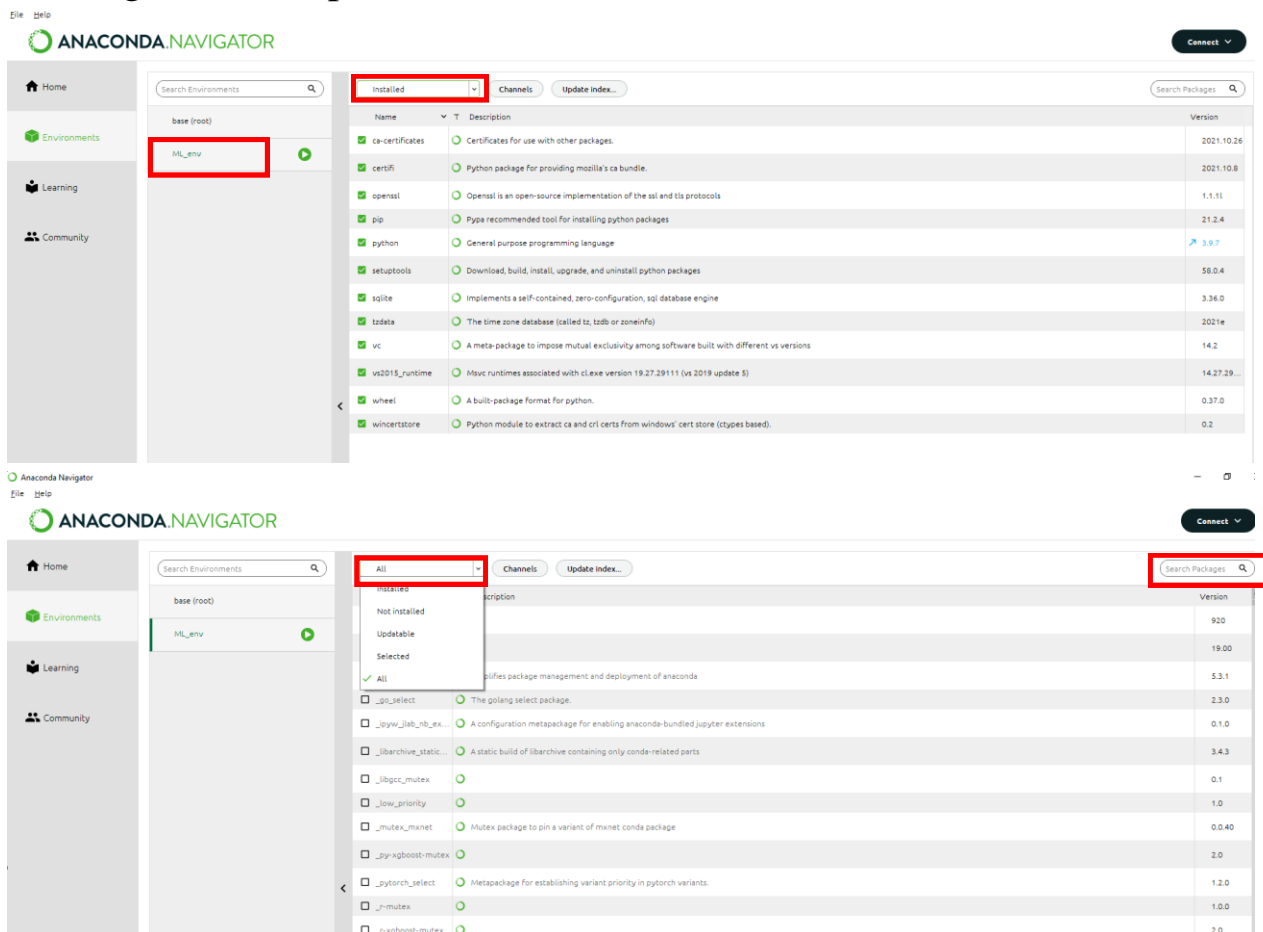 File Help
ANACONDA.NAVIGATOR
Connect
Home
Search Environments
Installed
Channels
Update index...
Search Packages
base (root)
Name T Description Version
Environments
ML_env
ca-certificates Certificates for use with other packages. 2021.10.26
certifi Python package for providing mozilla's ca bundle. 2021.10.8
Learning
openssl Openssl is an open-source implementation of the ssl and tls protocols 1.1.1l
pip Pypa recommended tool for installing python packages 21.2.4
Community
python General purpose programming language 3.9.7
setuptools Download, build, install, upgrade, and uninstall python packages 58.0.4
sqlite Implements a self-contained, zero-configuration, sql database engine 3.36.0
tzdata The time zone database (called tz, tzdb or zoneinfo) 2021e
vc A meta-package to impose mutual exclusivity among software built with different vs versions 14.2
vs2015_runtime Msvc runtimes associated with cl.exe version 19.27.29111 (vs 2019 update 5) 14.27.29...
wheel A built-package format for python. 0.37.0
wincertstore Python module to extract ca and crl certs from windows' cert store (ctypes based). 0.2
Anaconda Navigator
File Help
ANACONDA.NAVIGATOR
Connect
Home
Search Environments
All
Channels
Update index...
Search Packages
base (root)
Installed
Version
Environments
Not installed
920
ML_env
Updatable
Selected
19.00
Learning
All
package management and deployment of anaconda 5.3.1
_go_select The golang select package. 2.3.0
Community
_ipyw_jlab_nb_ex... A configuration metapackage for enabling anaconda-bundled jupyter extensions 0.1.0
_libarchive_static... A static build of libarchive containing only conda-related parts 3.4.3
_libgcc_mutex 0.1
_low_priority 1.0
_mutex_mxnet Mutex package to pin a variant of mxnet conda package 0.0.40
_py-xgboost-mutex 2.0
_pytorch_select Metapackage for establishing variant priority in pytorch variants. 1.2.0
_r-mutex 1.0.0
_r-xgboost-mutex 2.0